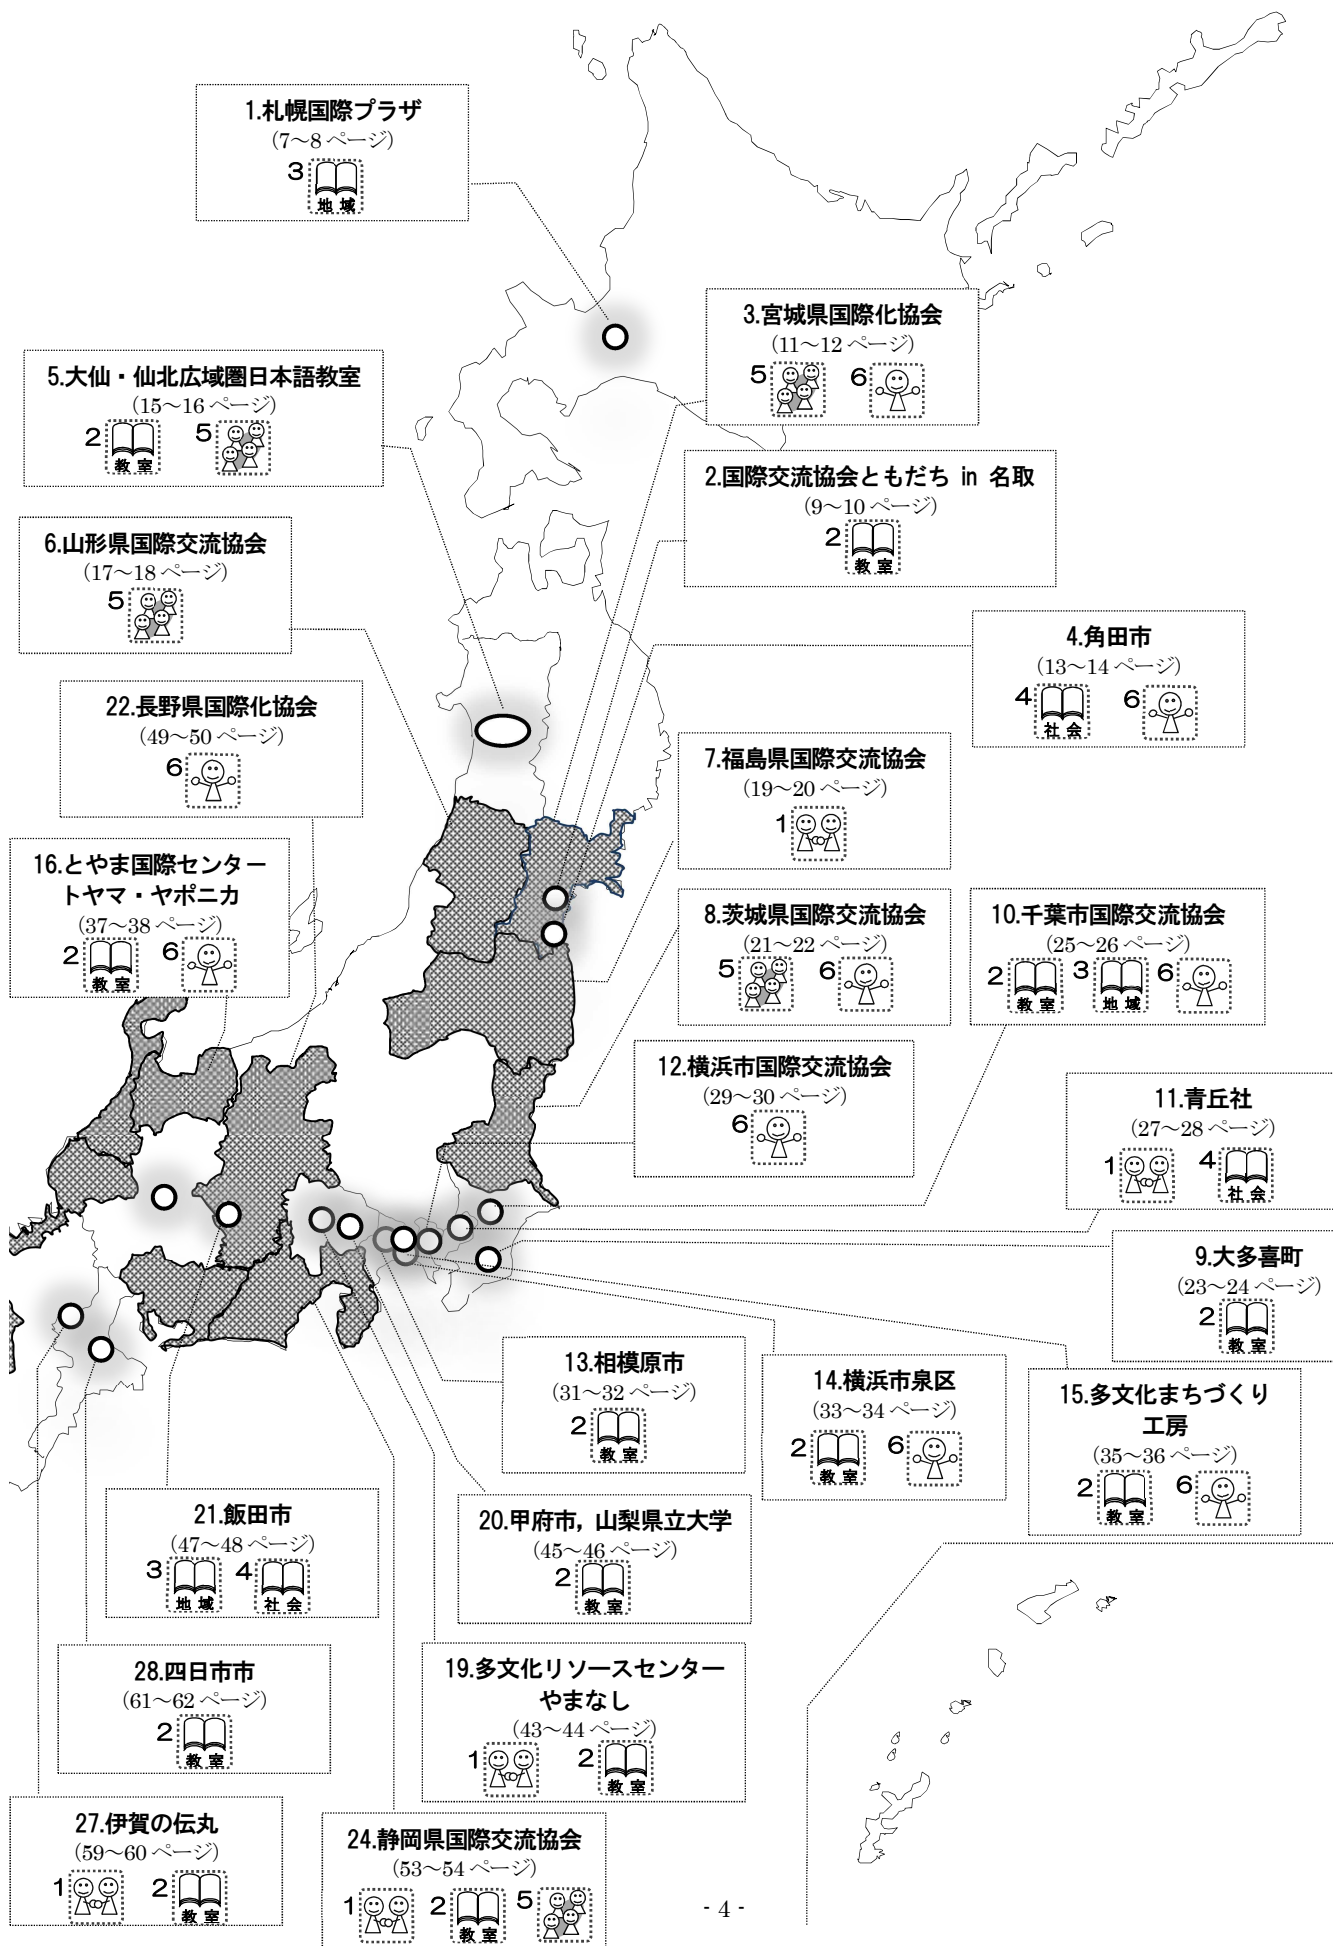 1.札幌国際プラザ
(7～8 ページ)
3
地域
3.宮城県国際化協会
(11～12 ページ)
5 6
5.大仙・仙北広域圏日本語教室
(15～16 ページ)
2 5
教室
2.国際交流協会ともだち in 名取
(9～10 ページ)
2
教室
6.山形県国際交流協会
(17～18 ページ)
5
4.角田市
(13～14 ページ)
4 6
社会
22.長野県国際化協会
(49～50 ページ)
6
7.福島県国際交流協会
(19～20 ページ)
1
16.とやま国際センター
トヤマ・ヤポニカ
(37～38 ページ)
2 6
教室
8.茨城県国際交流協会
(21～22 ページ)
5 6
10.千葉市国際交流協会
(25～26 ページ)
2 3 6
教室 地域
12.横浜市国際交流協会
(29～30 ページ)
6
11.青丘社
(27～28 ページ)
1 4
社会
9.大多喜町
(23～24 ページ)
2
教室
13.相模原市
(31～32 ページ)
2
教室
14.横浜市泉区
(33～34 ページ)
2 6
教室
15.多文化まちづくり
工房
(35～36 ページ)
2 6
教室
21.飯田市
(47～48 ページ)
3 4
地域 社会
20.甲府市，山梨県立大学
(45～46 ページ)
2
教室
28.四日市市
(61～62 ページ)
2
教室
19.多文化リソースセンター
やまなし
(43～44 ページ)
1 2
教室
27.伊賀の伝丸
(59～60 ページ)
1 2
教室
24.静岡県国際交流協会
(53～54 ページ)
1 2 5
教室
- 4 -